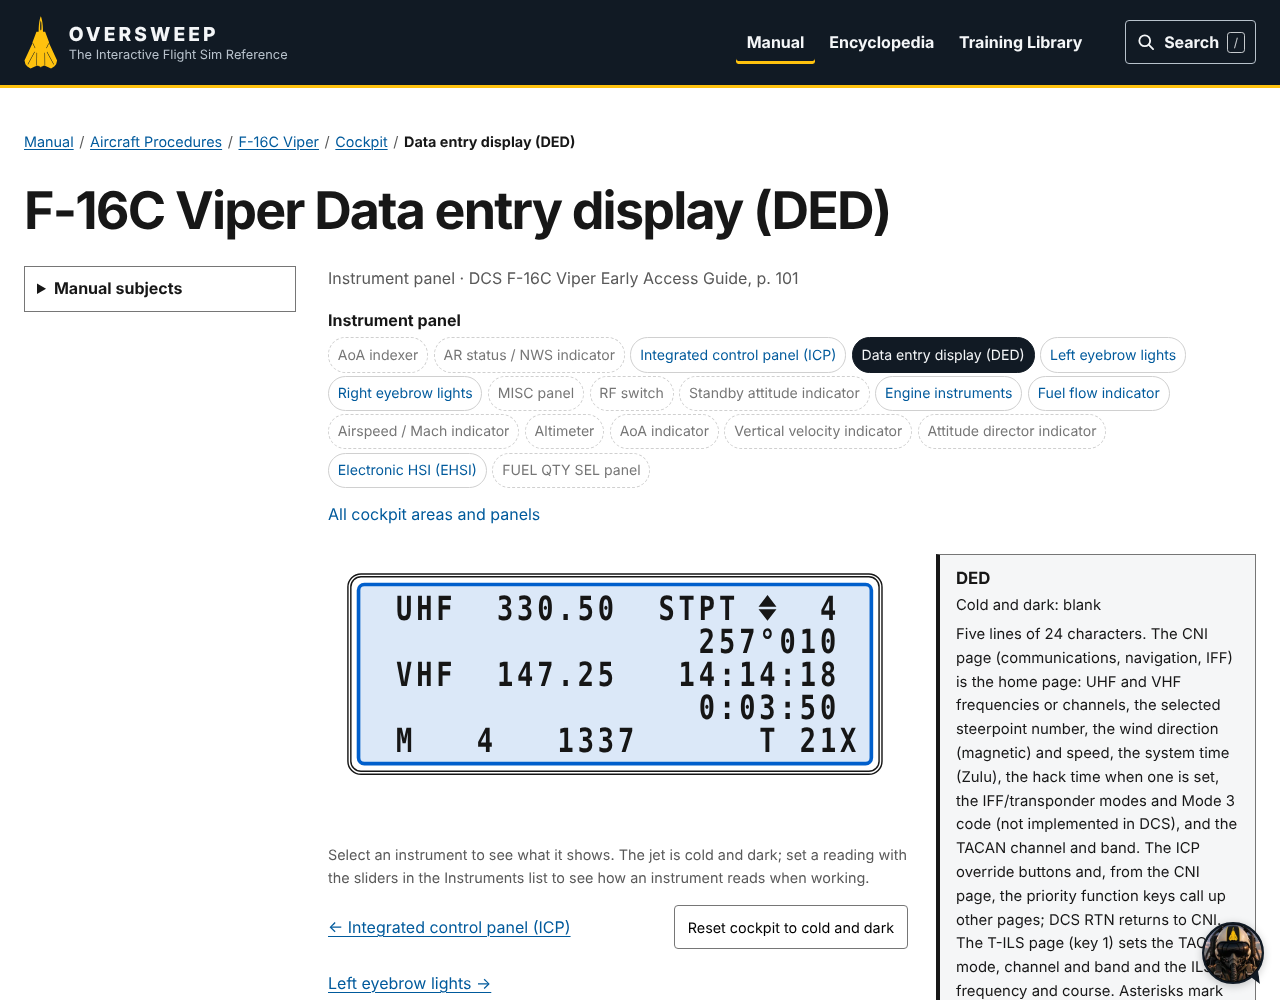 OVERSWEEP
The Interactive Flight Sim Reference
Manual
Encyclopedia
Training Library
Search /
Manual / Aircraft Procedures / F-16C Viper / Cockpit / Data entry display (DED)
F-16C Viper Data entry display (DED)
Manual subjects
Instrument panel · DCS F-16C Viper Early Access Guide, p. 101
Instrument panel
AoA indexer
AR status / NWS indicator
Integrated control panel (ICP)
Data entry display (DED)
Left eyebrow lights
Right eyebrow lights
MISC panel
RF switch
Standby attitude indicator
Engine instruments
Fuel flow indicator
Airspeed / Mach indicator
Altimeter
AoA indicator
Vertical velocity indicator
Attitude director indicator
Electronic HSI (EHSI)
FUEL QTY SEL panel
All cockpit areas and panels
UHF 330.50 STPT 4
257°010
VHF 147.25 14:14:18
0:03:50
M 4 1337 T 21X
Select an instrument to see what it shows. The jet is cold and dark; set a reading with
the sliders in the Instruments list to see how an instrument reads when working.
← Integrated control panel (ICP)
Reset cockpit to cold and dark
Left eyebrow lights →
DED
Cold and dark: blank
Five lines of 24 characters. The CNI
page (communications, navigation, IFF)
is the home page: UHF and VHF
frequencies or channels, the selected
steerpoint number, the wind direction
(magnetic) and speed, the system time
(Zulu), the hack time when one is set,
the IFF/transponder modes and Mode 3
code (not implemented in DCS), and the
TACAN channel and band. The ICP
override buttons and, from the CNI
page, the priority function keys call up
other pages; DCS RTN returns to CNI.
The T-ILS page (key 1) sets the TAC
mode, channel and band and the ILS
frequency and course. Asterisks mark